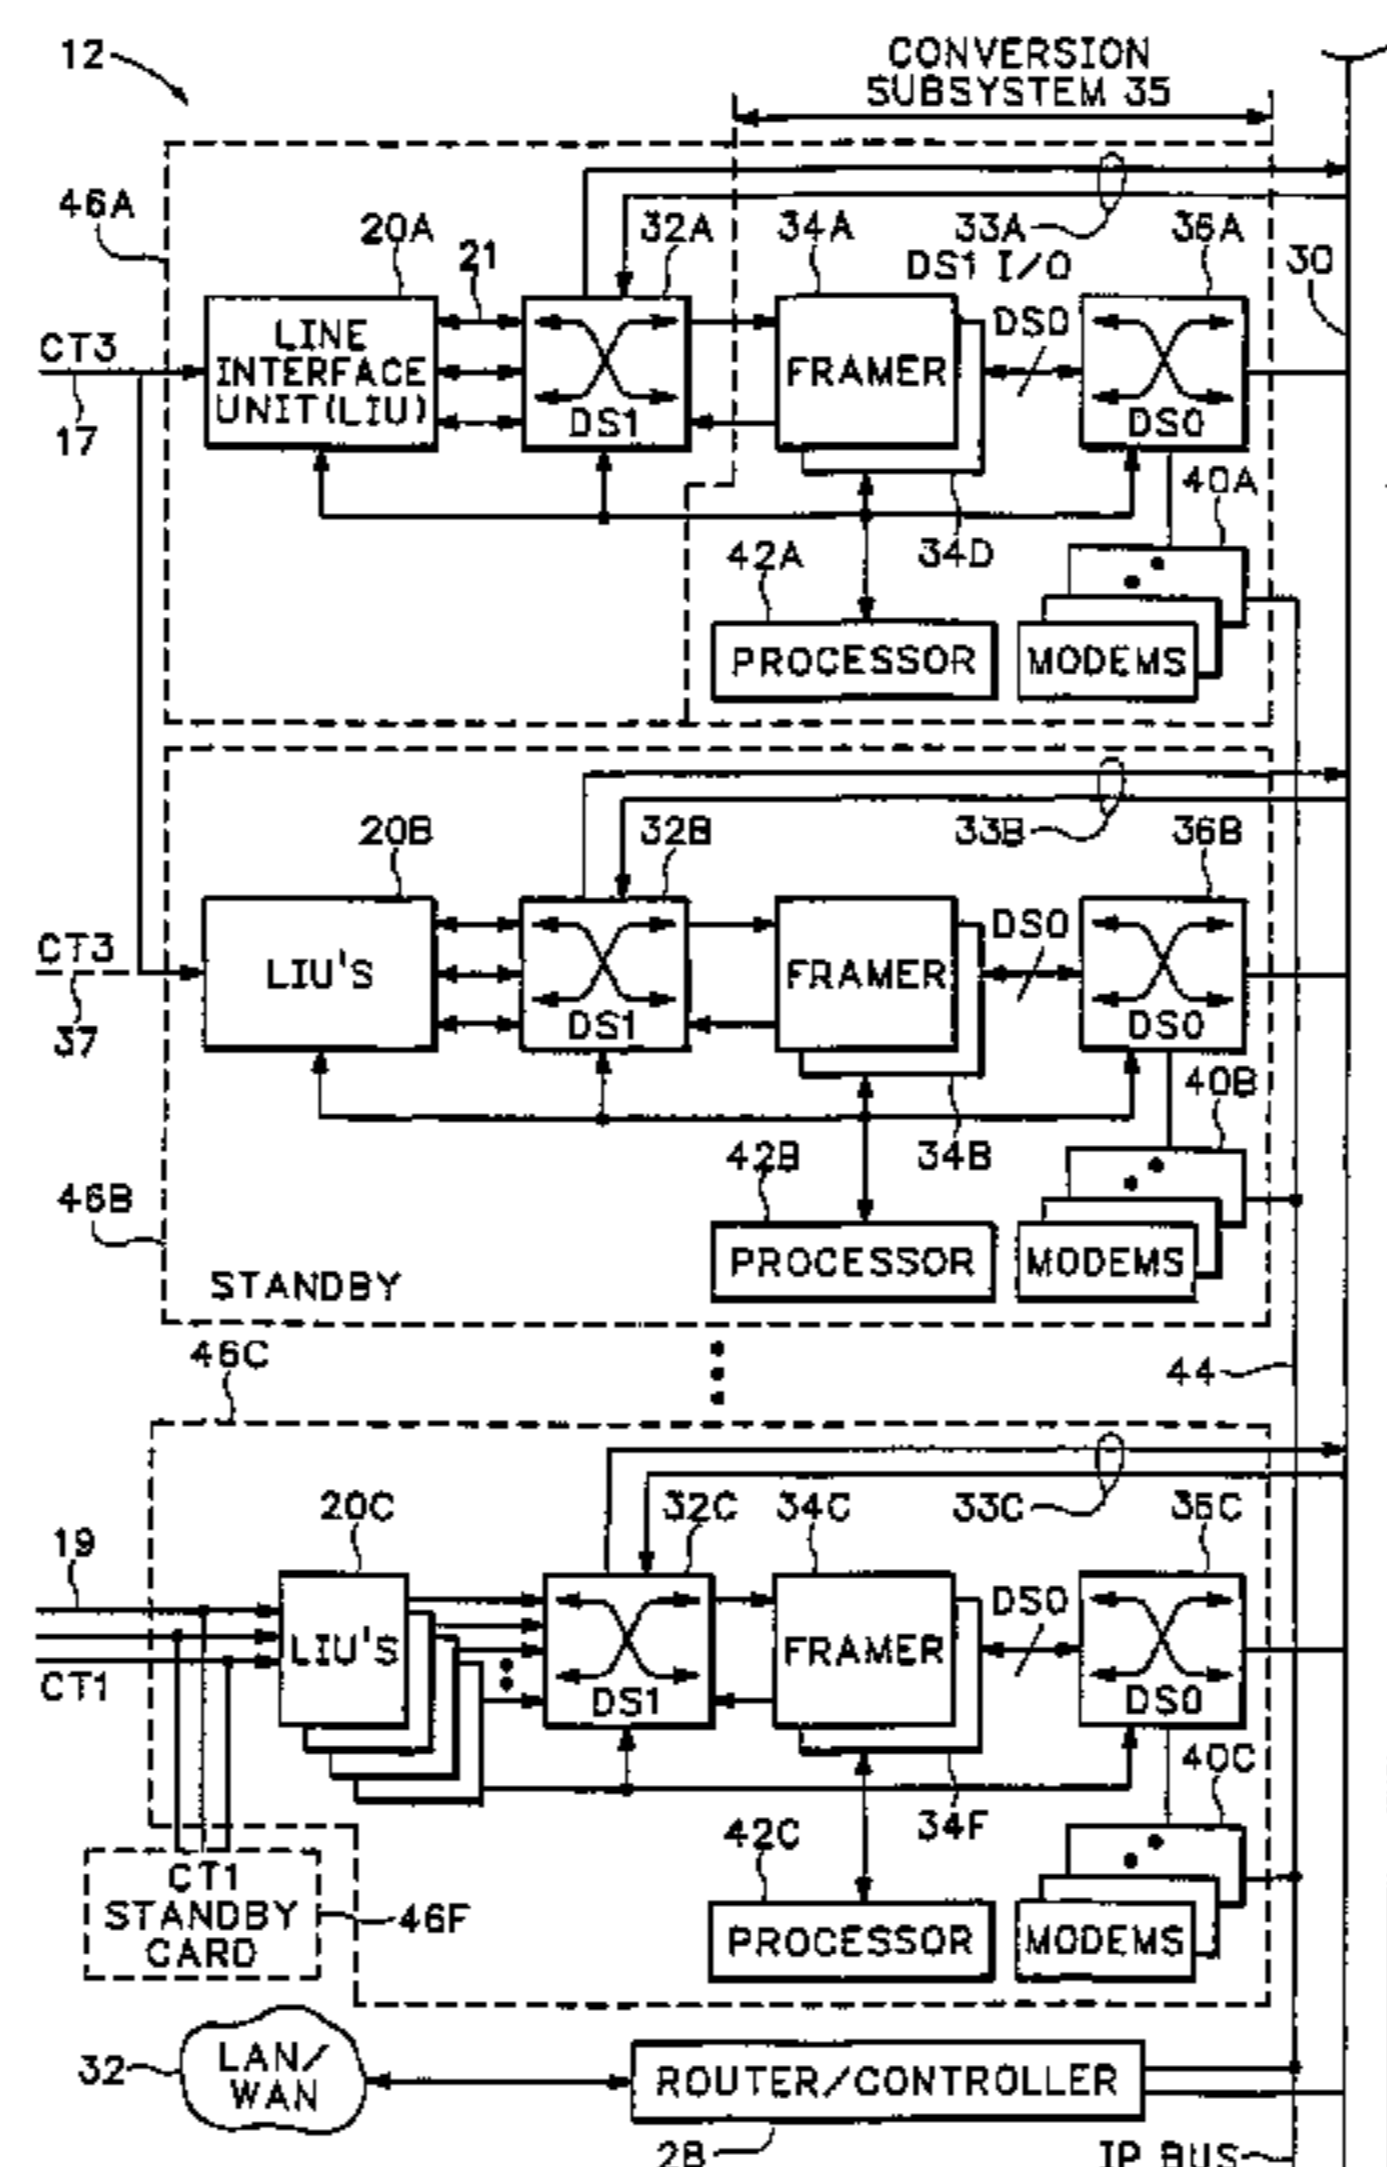 12
CONVERSION
SUBSYSTEM 35
46A
20A
21
32A
34A
33A
36A
DS1 I/O
30
CT3
17
LINE
INTERFACE
UNIT(LIU)
DS1
FRAMER
DS0
DS0
40A
42A
34D
PROCESSOR
MODEMS
20B
32B
33B
36B
CT3
37
LIU'S
DS1
FRAMER
DS0
DS0
40B
42B
34B
46B
PROCESSOR
MODEMS
STANDBY
46C
44
20C
32C
34C
33C
36C
19
CT1
LIU'S
DS1
FRAMER
DS0
DS0
40C
42C
34F
CT1
STANDBY
CARD
46F
PROCESSOR
MODEMS
32
LAN/
WAN
ROUTER/CONTROLLER
28
IP BUS